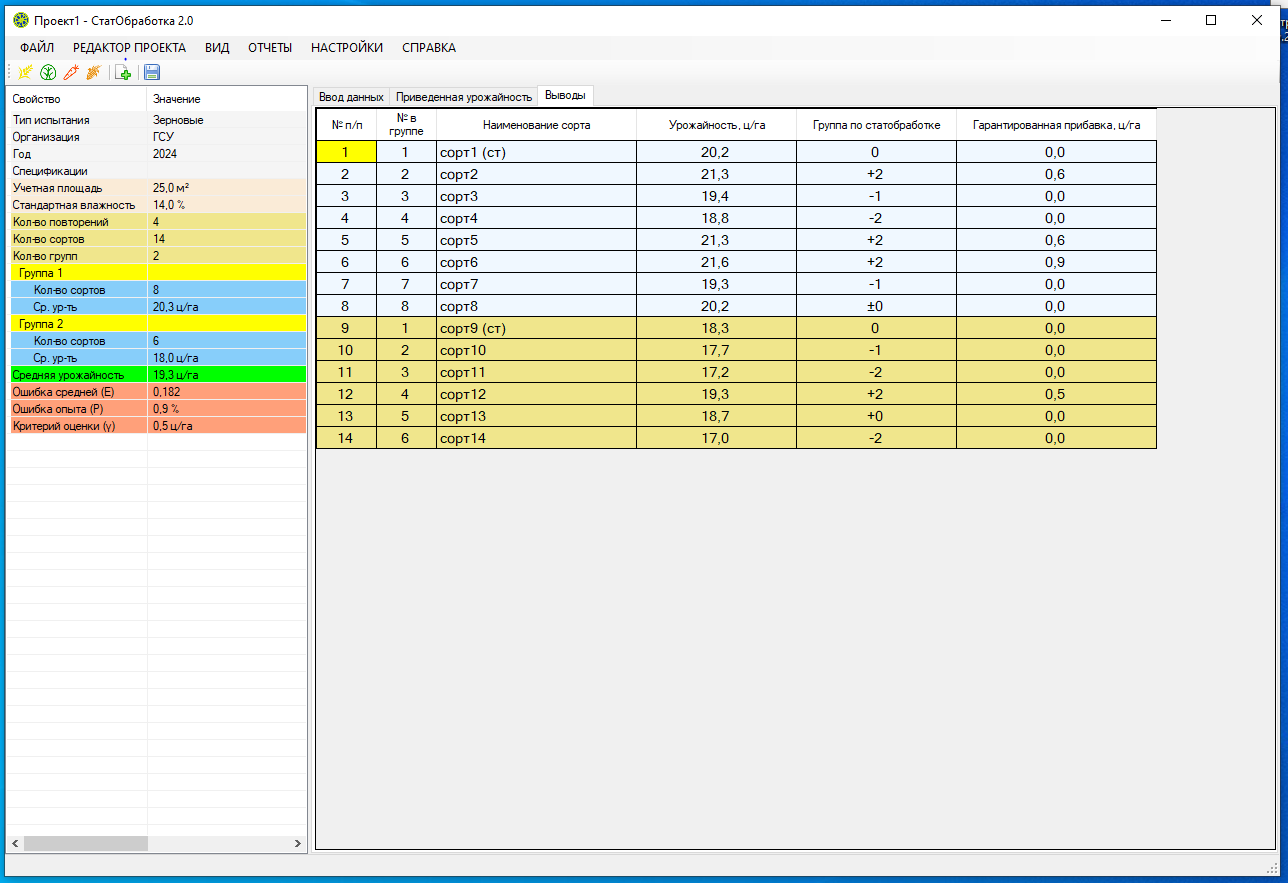 Проект1 - СтатОбработка 2.0
ФАЙЛ РЕДАКТОР ПРОЕКТА ВИД ОТЧЕТЫ НАСТРОЙКИ СПРАВКА
Свойство Значение
Тип испытания Зерновые
Организация ГСУ
Год 2024
Спецификации
Учетная площадь 25,0 м²
Стандартная влажность 14,0 %
Кол-во повторений 4
Кол-во сортов 14
Кол-во групп 2
Группа 1
Кол-во сортов 8
Ср. ур-ть 20,3 ц/га
Группа 2
Кол-во сортов 6
Ср. ур-ть 18,0 ц/га
Средняя урожайность 19,3 ц/га
Ошибка средней (E) 0,182
Ошибка опыта (P) 0,9 %
Критерий оценки (γ) 0,5 ц/га
Ввод данных Приведенная урожайность Выводы
№ п/п № в группе Наименование сорта Урожайность, ц/га Группа по статобработке Гарантированная прибавка, ц/га
1 1 сорт1 (ст) 20,2 0 0,0
2 2 сорт2 21,3 +2 0,6
3 3 сорт3 19,4 -1 0,0
4 4 сорт4 18,8 -2 0,0
5 5 сорт5 21,3 +2 0,6
6 6 сорт6 21,6 +2 0,9
7 7 сорт7 19,3 -1 0,0
8 8 сорт8 20,2 ±0 0,0
9 1 сорт9 (ст) 18,3 0 0,0
10 2 сорт10 17,7 -1 0,0
11 3 сорт11 17,2 -2 0,0
12 4 сорт12 19,3 +2 0,5
13 5 сорт13 18,7 +0 0,0
14 6 сорт14 17,0 -2 0,0